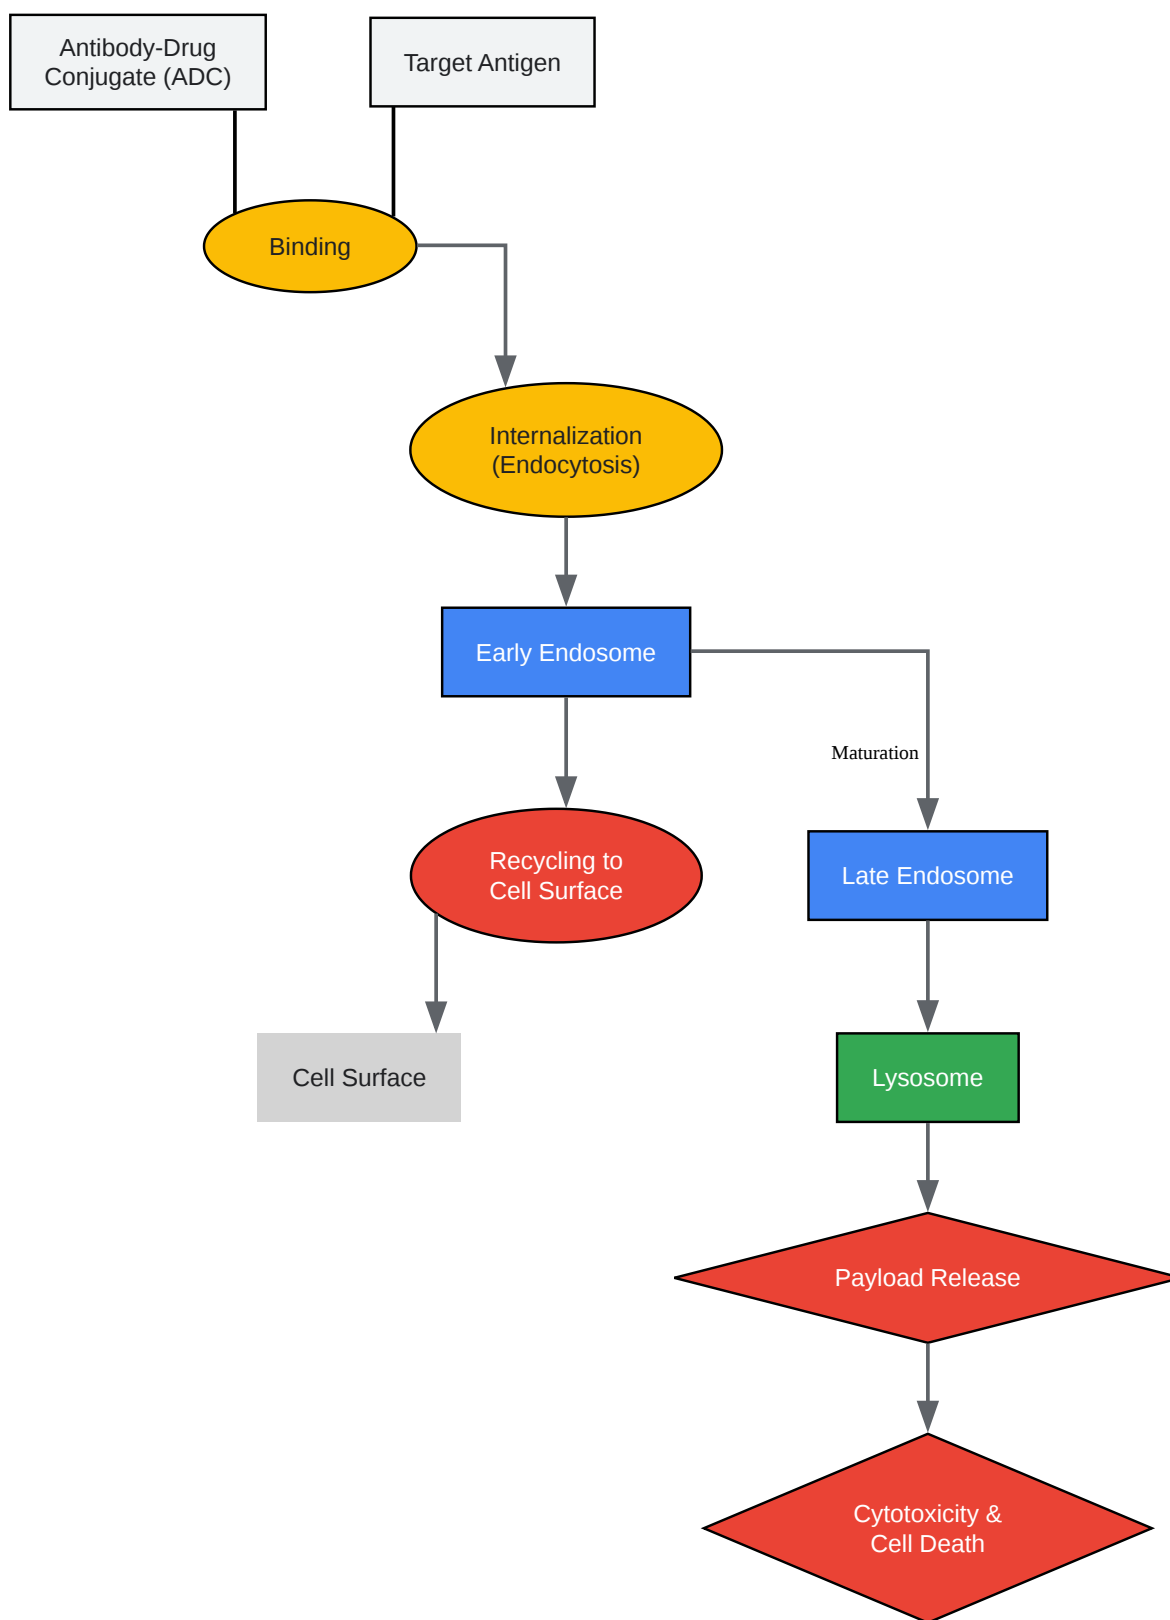 Antibody-Drug
Conjugate (ADC)
Target Antigen
Binding
Internalization
(Endocytosis)
Early Endosome
Maturation
Recycling to
Cell Surface
Late Endosome
Cell Surface
Lysosome
Payload Release
Cytotoxicity &
Cell Death